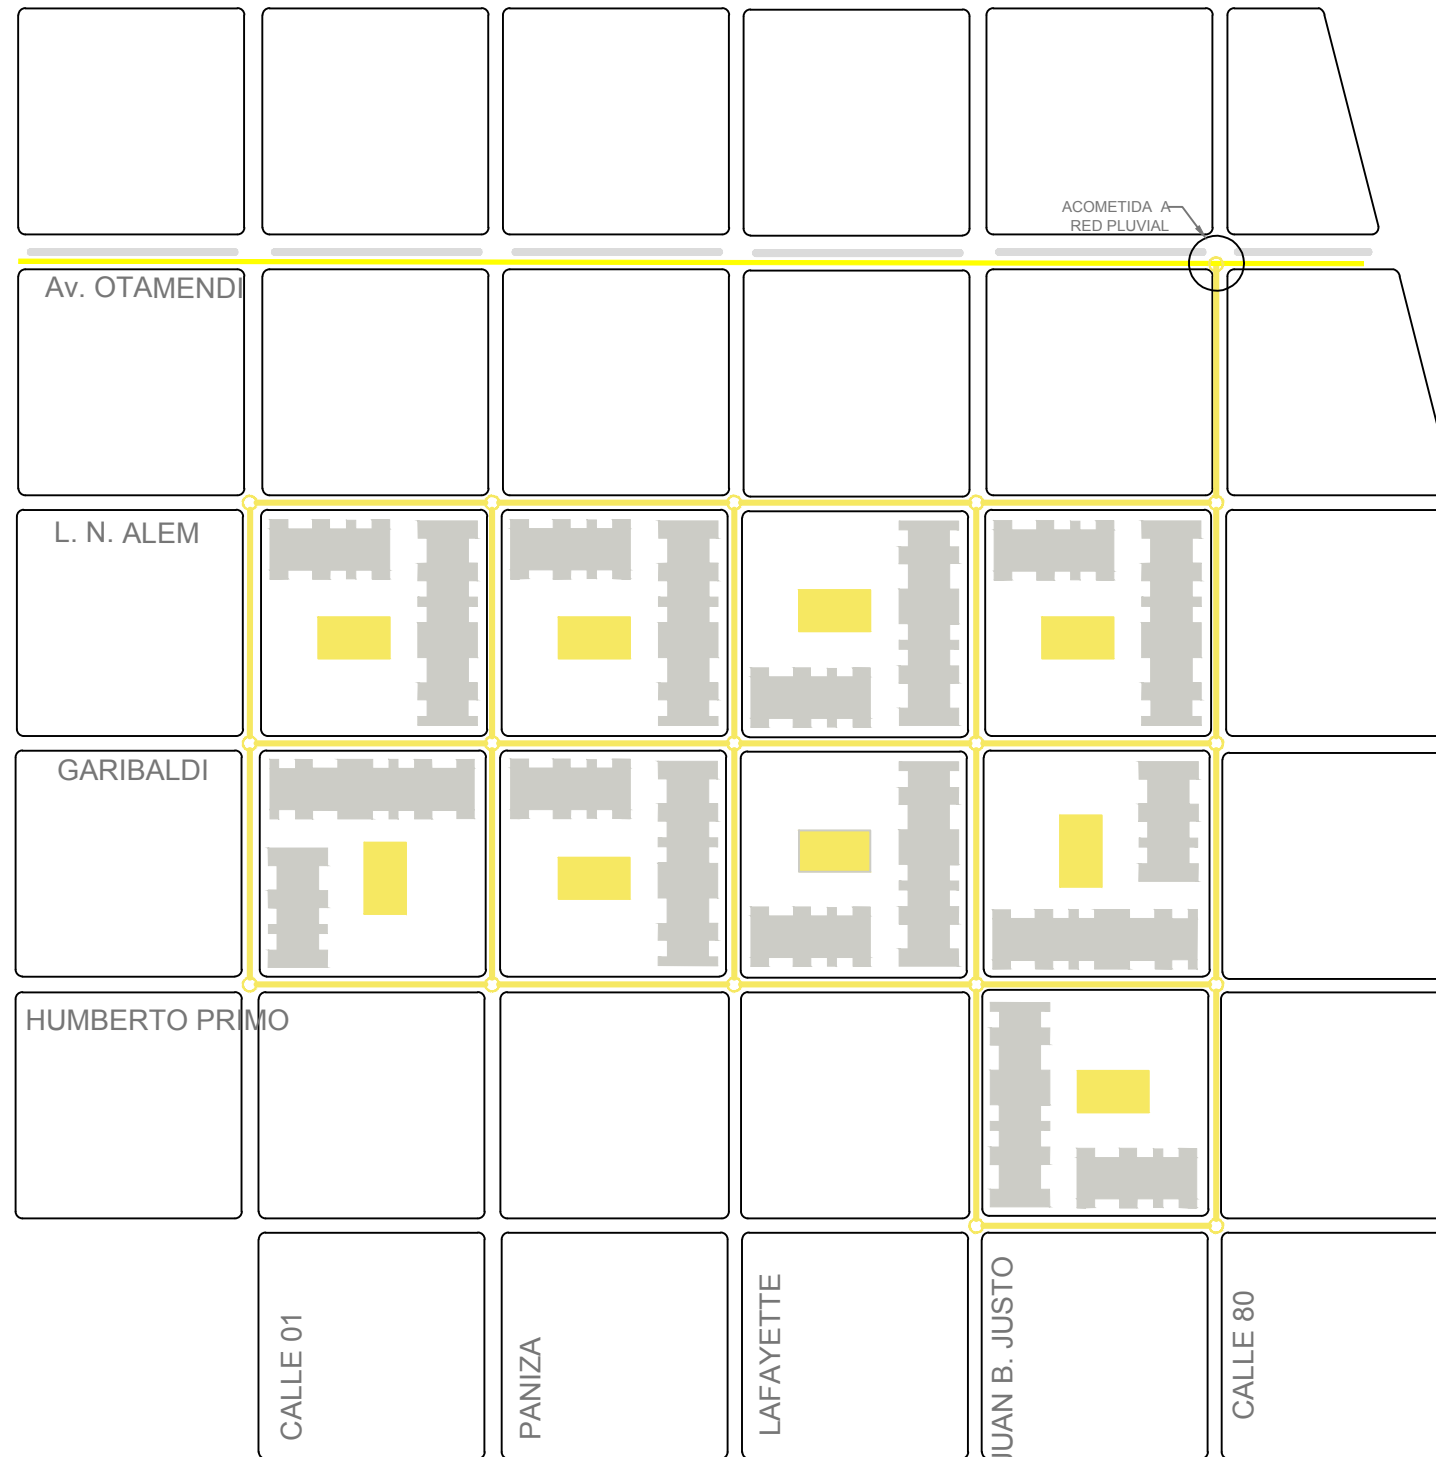 ACOMETIDA A
RED PLUVIAL
Av. OTAMENDI
L. N. ALEM
GARIBALDI
HUMBERTO PRIMO
CALLE 01
PANIZA
LAFAYETTE
JUAN B. JUSTO
CALLE 80